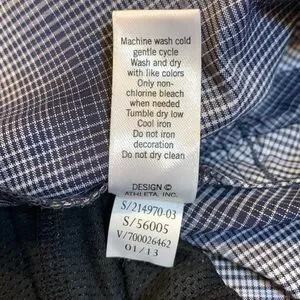 Machine wash cold
gentle cycle
Wash and dry
with like colors
Only non-
chlorine bleach
when needed
Tumble dry low
Cool iron
Do not iron
decoration
Do not dry clean
DESIGN ©
ATHLETA, INC.
S/214970-03
S/56005
V/700026462
01/13